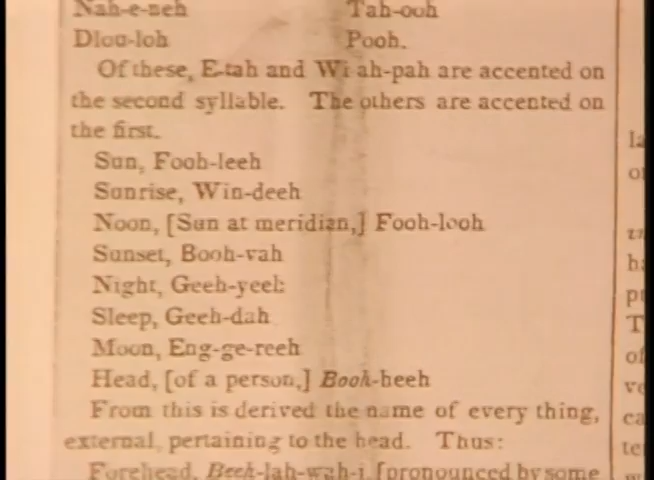 Nah-e-neh Tah-ooh
Pooh.
Of these, E-tah and Wi ah-pah are accented on
the second syllable. The others are accented on
the first.
Sun, Fooh-leeh
Sunrise, Win-deeh
Noon, [Sun at meridian,] Fooh-looh
Sunset, Booh-vah
Night, Geeh-yeeh
Sleep, Geeh-dah
Moon, Eng-ge-reeh
Head, [of a person,] Booh-heeh
From this is derived the name of every thing,
external, pertaining to the head. Thus:
Forehead, Beeh-lah-wah-i, [pronounced by some